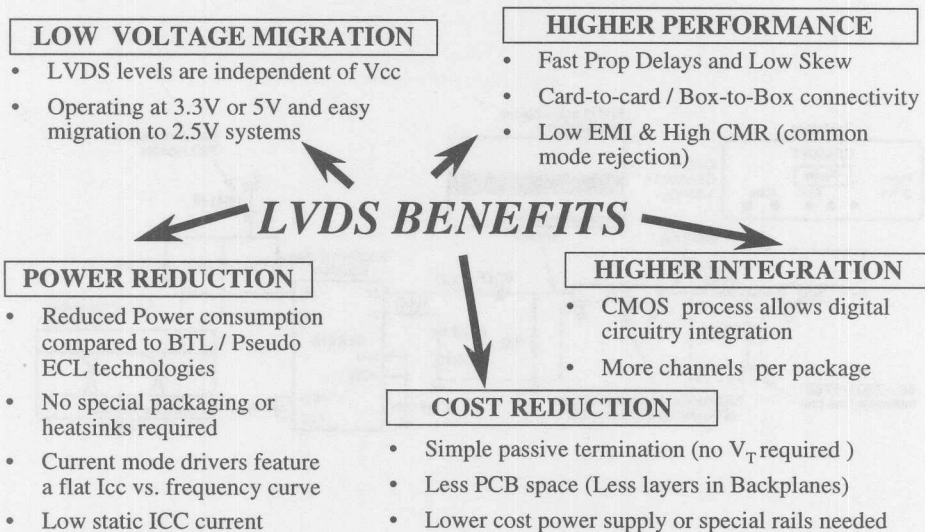 LOW VOLTAGE MIGRATION
• LVDS levels are independent of Vcc
• Operating at 3.3V or 5V and easy
migration to 2.5V systems
HIGHER PERFORMANCE
• Fast Prop Delays and Low Skew
• Card-to-card / Box-to-Box connectivity
• Low EMI & High CMR (common
mode rejection)
LVDS BENEFITS
POWER REDUCTION
• Reduced Power consumption
compared to BTL / Pseudo
ECL technologies
• No special packaging or
heatsinks required
• Current mode drivers feature
a flat Icc vs. frequency curve
• Low static ICC current
HIGHER INTEGRATION
• CMOS process allows digital
circuitry integration
• More channels per package
COST REDUCTION
• Simple passive termination (no VT required )
• Less PCB space (Less layers in Backplanes)
• Lower cost power supply or special rails needed